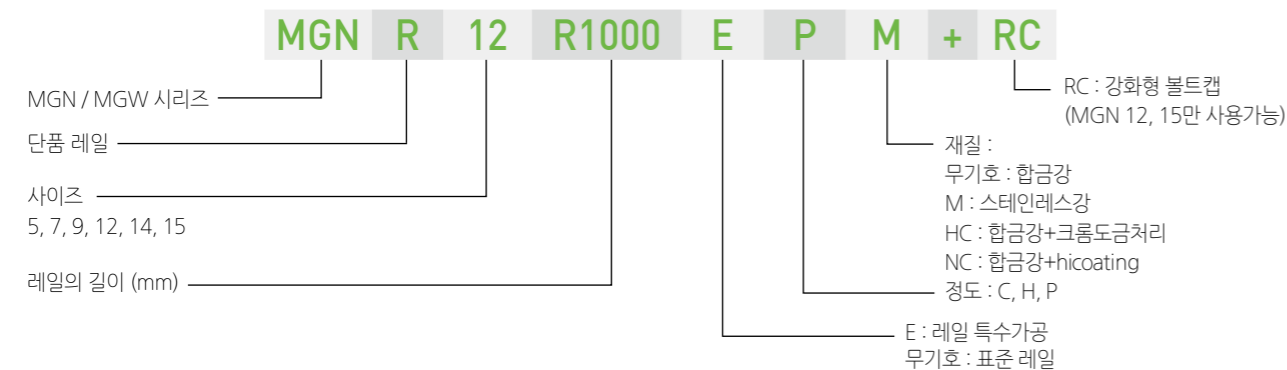 MGN R 12 R1000 E P M + RC
MGN / MGW 시리즈
단품 레일
사이즈
5, 7, 9, 12, 14, 15
레일의 길이 (mm)
RC : 강화형 볼트캡
(MGN 12, 15만 사용가능)
재질 :
무기호 : 합금강
M : 스테인레스강
HC : 합금강+크롬도금처리
NC : 합금강+hicoating
정도 : C, H, P
E : 레일 특수가공
무기호 : 표준 레일